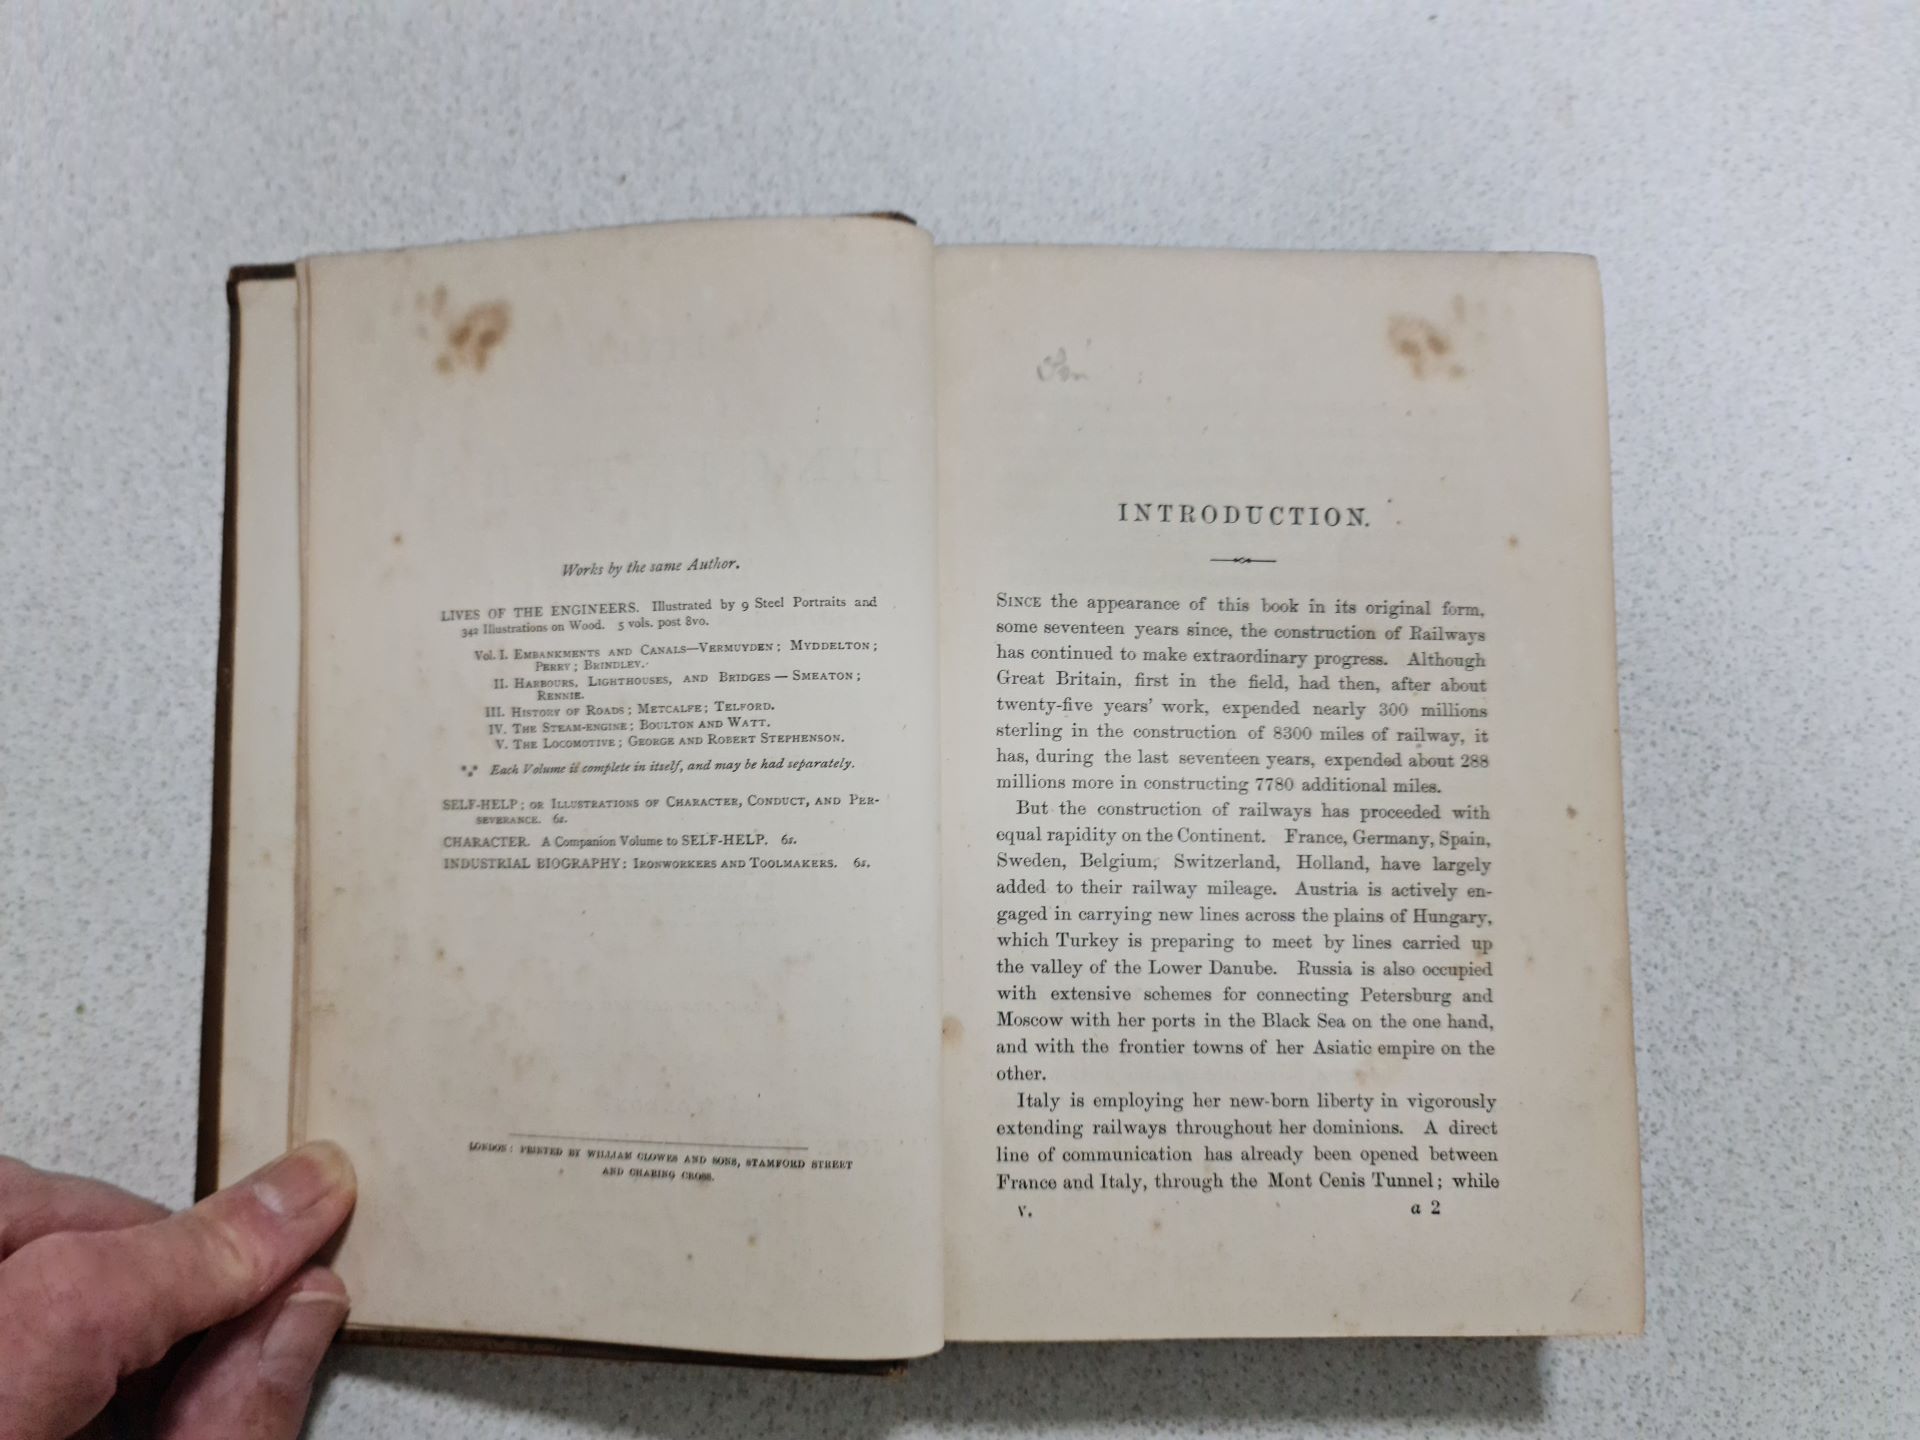 Works by the same Author.
LIVES OF THE ENGINEERS. Illustrated by 9 Steel Portraits and
342 Illustrations on Wood. 5 vols. post 8vo.
Vol. I. EMBANKMENTS AND CANALS—VERMUYDEN; MYDDELTON;
PERRY; BRINDLEY.
II. HARBOURS, LIGHTHOUSES, AND BRIDGES — SMEATON;
RENNIE.
III. HISTORY OF ROADS; METCALFE; TELFORD.
IV. THE STEAM-ENGINE; BOULTON AND WATT.
V. THE LOCOMOTIVE; GEORGE AND ROBERT STEPHENSON.
*** Each Volume is complete in itself, and may be had separately.
SELF-HELP; OR ILLUSTRATIONS OF CHARACTER, CONDUCT, AND PER-
SEVERANCE. 6s.
CHARACTER. A Companion Volume to SELF-HELP. 6s.
INDUSTRIAL BIOGRAPHY: IRONWORKERS AND TOOLMAKERS. 6s.
LONDON: PRINTED BY WILLIAM CLOWES AND SONS, STAMFORD STREET
AND CHARING CROSS.
INTRODUCTION.
SINCE the appearance of this book in its original form,
some seventeen years since, the construction of Railways
has continued to make extraordinary progress. Although
Great Britain, first in the field, had then, after about
twenty-five years' work, expended nearly 300 millions
sterling in the construction of 8300 miles of railway, it
has, during the last seventeen years, expended about 288
millions more in constructing 7780 additional miles.
But the construction of railways has proceeded with
equal rapidity on the Continent. France, Germany, Spain,
Sweden, Belgium, Switzerland, Holland, have largely
added to their railway mileage. Austria is actively en-
gaged in carrying new lines across the plains of Hungary,
which Turkey is preparing to meet by lines carried up
the valley of the Lower Danube. Russia is also occupied
with extensive schemes for connecting Petersburg and
Moscow with her ports in the Black Sea on the one hand,
and with the frontier towns of her Asiatic empire on the
other.
Italy is employing her new-born liberty in vigorously
extending railways throughout her dominions. A direct
line of communication has already been opened between
France and Italy, through the Mont Cenis Tunnel; while
V. a 2